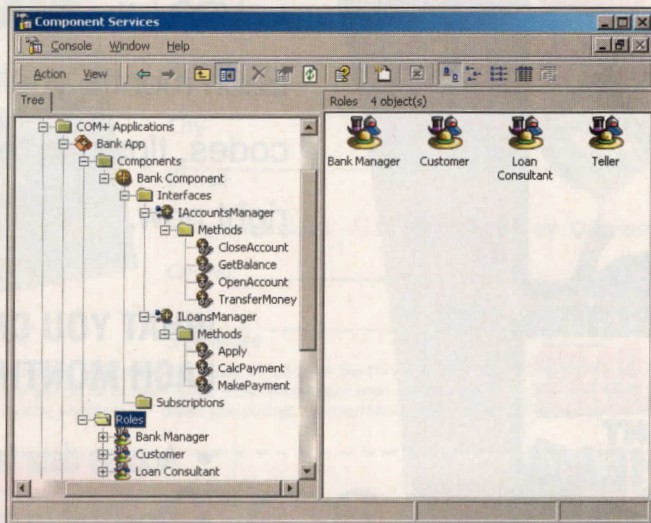 Component Services
Console Window Help
Action View
Tree
Roles 4 object(s)
COM+ Applications
Bank App
Components
Bank Component
Interfaces
IAccountsManager
Methods
CloseAccount
GetBalance
OpenAccount
TransferMoney
ILoansManager
Methods
Apply
CalcPayment
MakePayment
Subscriptions
Roles
Bank Manager
Customer
Loan Consultant
Bank Manager
Customer
Loan
Consultant
Teller